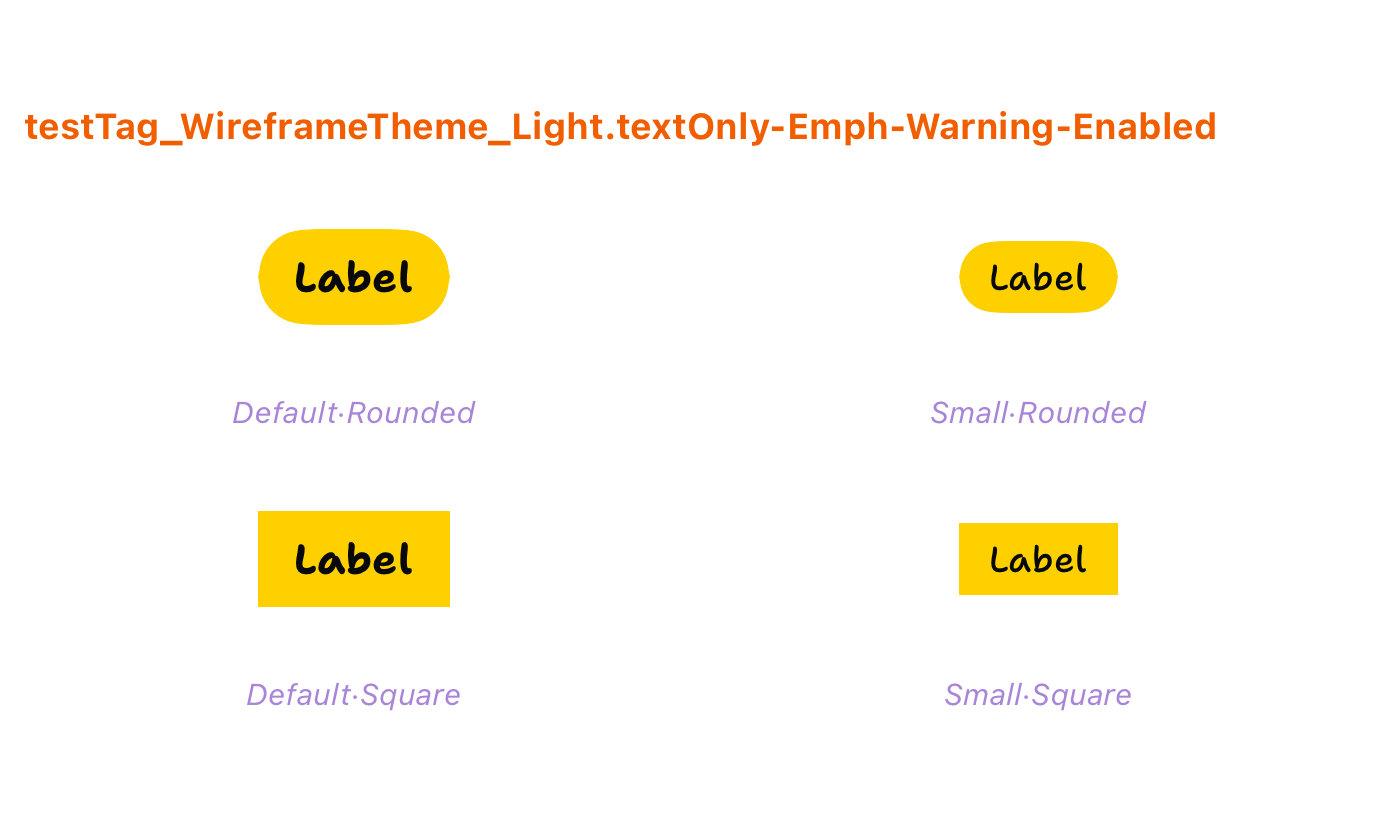 testTag_WireframeTheme_Light.textOnly-Emph-Warning-Enabled
Label
Label
Default·Rounded
Small·Rounded
Label
Label
Default·Square
Small·Square